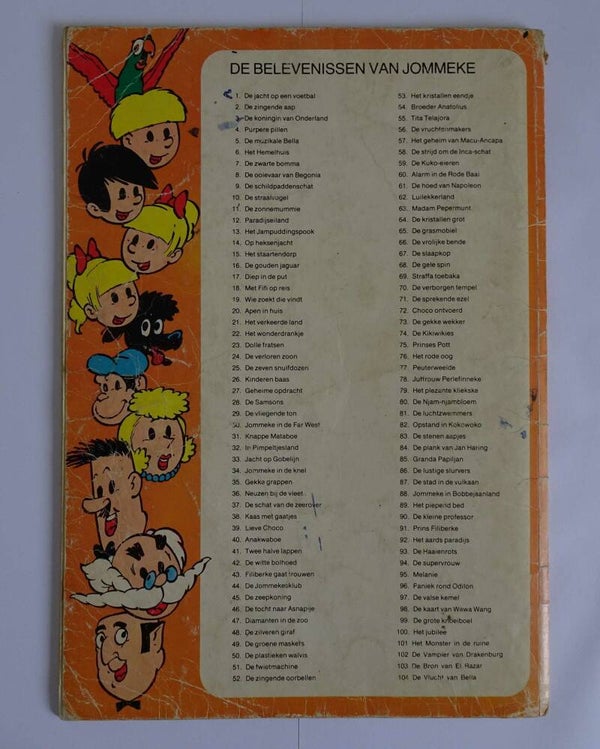 DE BELEVENISSEN VAN JOMMEKE
1. De jacht op een voetbal
2. De zingende aap
3. De koningin van Onderland
4. Purpere pillen
5. De muzikale Bella
6. Het Hemelhuis
7. De zwarte bomma
8. De ooievaar van Begonia
9. De schildpaddenschat
10. De straalvogel
11. De zonnemummie
12. Paradijseiland
13. Het Jampuddingspook
14. Op heksenjacht
15. Het staartendorp
16. De gouden jaguar
17. Diep in de put
18. Met Fifi op reis
19. Wie zoekt die vindt
20. Apen in huis
21. Het verkeerde land
22. Het wonderdrankje
23. Dolle fratsen
24. De verloren zoon
25. De zeven snuifdozen
26. Kinderen baas
27. Geheime opdracht
28. De Samsons
29. De vliegende ton
30. Jommeke in de Far West
31. Knappe Mataboe
32. In Pimpeltjesland
33. Jacht op Gobelijn
34. Jommeke in de knel
35. Gekke grappen
36. Neuzen bij de vleet
37. De schat van de zeerover
38. Kaas met gaatjes
39. Lieve Choco
40. Anakwaboe
41. Twee halve lappen
42. De witte bolhoed
43. Filiberke gaat trouwen
44. De Jommekesklub
45. De zeepkoning
46. De tocht naar Asnapije
47. Diamanten in de zoo
48. De zilveren giraf
49. De groene maskers
50. De plastieken walvis
51. De twistmachine
52. De zingende oorbellen
53. Het kristallen eendje
54. Broeder Anatolius
55. Tita Telajora
56. De vruchtenmakers
57. Het geheim van Macu-Ancapa
58. De strijd om de Inca-schat
59. De Kuko-eieren
60. Alarm in de Rode Baai
61. De hoed van Napoleon
62. Luilekkerland
63. Madam Pepermunt
64. De kristallen grot
65. De grasmobiel
66. De vrolijke bende
67. De slaapkop
68. De gele spin
69. Straffa toebaka
70. De verborgen tempel
71. De sprekende ezel
72. Choco ontvoerd
73. De gekke wekker
74. De Kikiwikies
75. Prinses Pott
76. Het rode oog
77. Peuterweelde
78. Juffrouw Perlefinneke
79. Het plezante kliekske
80. De Njam-njambloem
81. De luchtzwemmers
82. Opstand in Kokowoko
83. De stenen aapjes
84. De plank van Jan Haring
85. Granda Papiljan
86. De lustige slurvers
87. De stad in de vulkaan
88. Jommeke in Bobbejaanland
89. Het piepend bed
90. De kleine professor
91. Prins Filiberke
92. Het aards paradijs
93. De Haaienrots
94. De supervrouw
95. Melanie
96. Paniek rond Odilon
97. De valse kemel
98. De kaart van Wawa Wang
99. De grote knoeiboel
100. Het jubilee
101 Het Monster in de ruïne
102 De Vampier van Drakenburg
103 De Bron van El Razar
104 De Vlucht van Bella